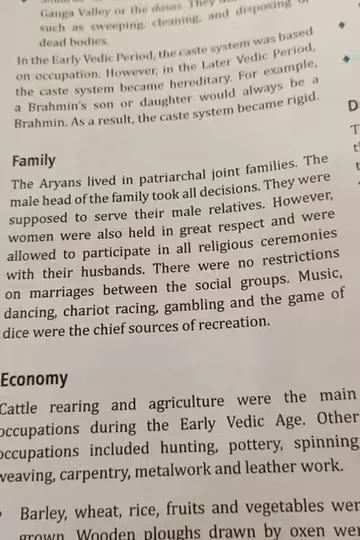 Ganga Valley or the doms. They
such as sweeping, cleaning, and disposing of
dead bodies.
In the Early Vedic Period, the caste system was based
on occupation. However, in the Later Vedic Period,
the caste system became hereditary. For example,
a Brahmin's son or daughter would always be a
Brahmin. As a result, the caste system became rigid.
Family
The Aryans lived in patriarchal joint families. The
male head of the family took all decisions. They were
supposed to serve their male relatives. However,
women were also held in great respect and were
allowed to participate in all religious ceremonies
with their husbands. There were no restrictions
on marriages between the social groups. Music,
dancing, chariot racing, gambling and the game of
dice were the chief sources of recreation.
Economy
Cattle rearing and agriculture were the main
occupations during the Early Vedic Age. Other
occupations included hunting, pottery, spinning
weaving, carpentry, metalwork and leather work.
Barley, wheat, rice, fruits and vegetables wer
grown. Wooden ploughs drawn by oxen wer
D
T